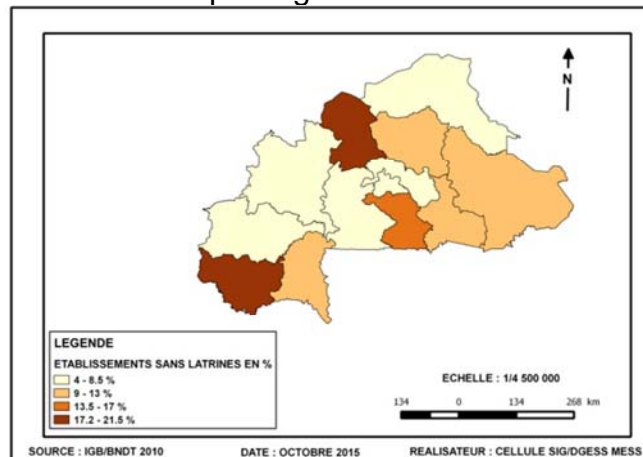 N
LEGENDE
ETABLISSEMENTS SANS LATRINES EN %
4 - 8.5 %
9 - 13 %
13.5 - 17 %
17.2 - 21.5 %
ECHELLE : 1/4 500 000
134 0 134 268 km
SOURCE : IGB/BNDT 2010 DATE : OCTOBRE 2015 REALISATEUR : CELLULE SIG/DGESS MESS